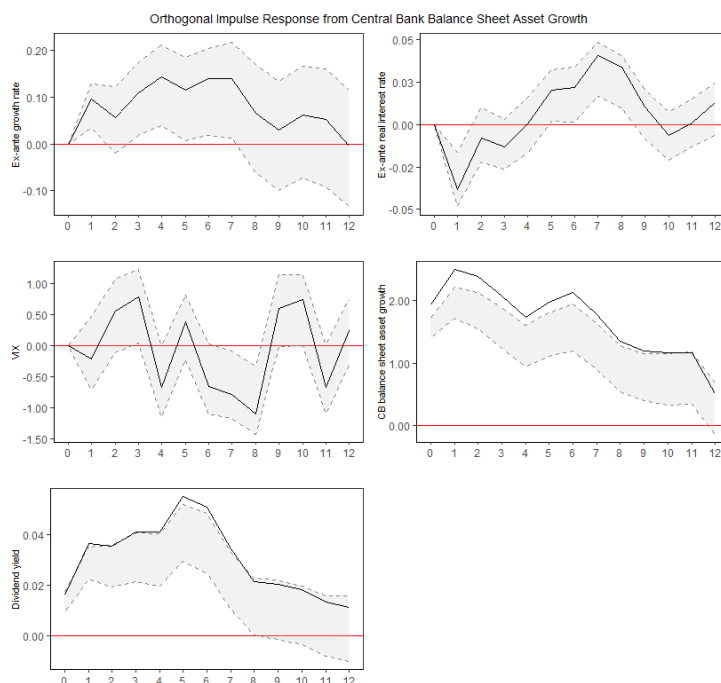 Orthogonal Impulse Response from Central Bank Balance Sheet Asset Growth
Ex-ante growth rate
0.20
0.10
0.00
-0.10
0 1 2 3 4 5 6 7 8 9 10 11 12
Ex-ante real interest rate
0.05
0.03
0.00
-0.02
-0.05
0 1 2 3 4 5 6 7 8 9 10 11 12
VIX
1.00
0.50
0.00
-0.50
-1.00
-1.50
0 1 2 3 4 5 6 7 8 9 10 11 12
CB balance sheet asset growth
2.00
1.00
0.00
0 1 2 3 4 5 6 7 8 9 10 11 12
Dividend yield
0.04
0.02
0.00
0 1 2 3 4 5 6 7 8 9 10 11 12